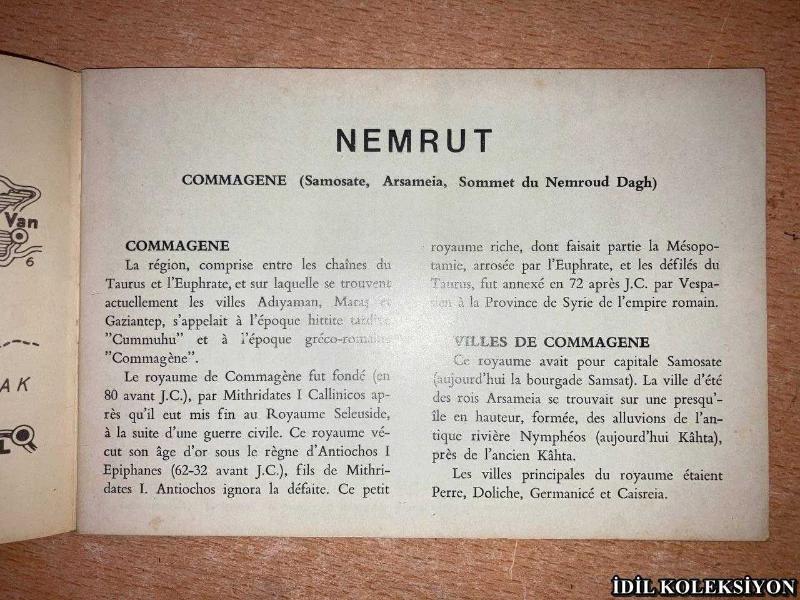 NEMRUT
COMMAGENE (Samosate, Arsameia, Sommet du Nemroud Dagh)
COMMAGENE
La région, comprise entre les chaînes du
Taurus et l'Euphrate, et sur laquelle se trouvent
actuellement les villes Adıyaman, Maraş et
Gaziantep, s'appelait à l'époque hittite tardive
"Cummuhu" et à l'époque gréco-romaine
"Commagène".
Le royaume de Commagène fut fondé (en
80 avant J.C.), par Mithridates I Callinicos ap-
rès qu'il eut mis fin au Royaume Seleuside,
à la suite d'une guerre civile. Ce royaume vé-
cut son âge d'or sous le règne d'Antiochos I
Epiphanes (62-32 avant J.C.), fils de Mithri-
dates I. Antiochos ignora la défaite. Ce petit
royaume riche, dont faisait partie la Mésopo-
tamie, arrosée par l'Euphrate, et les défilés du
Taurus, fut annexé en 72 après J.C. par Vespa-
sien à la Province de Syrie de l'empire romain.
VILLES DE COMMAGENE
Ce royaume avait pour capitale Samosate
(aujourd'hui la bourgade Samsat). La ville d'été
des rois Arsameia se trouvait sur une presqu'-
île en hauteur, formée, des alluvions de l'an-
tique rivière Nymphéos (aujourd'hui Kâhta),
près de l'ancien Kâhta.
Les villes principales du royaume étaient
Perre, Doliche, Germanicé et Caisreia.
Van
6
AK
L
İDİL KOLEKSİYON